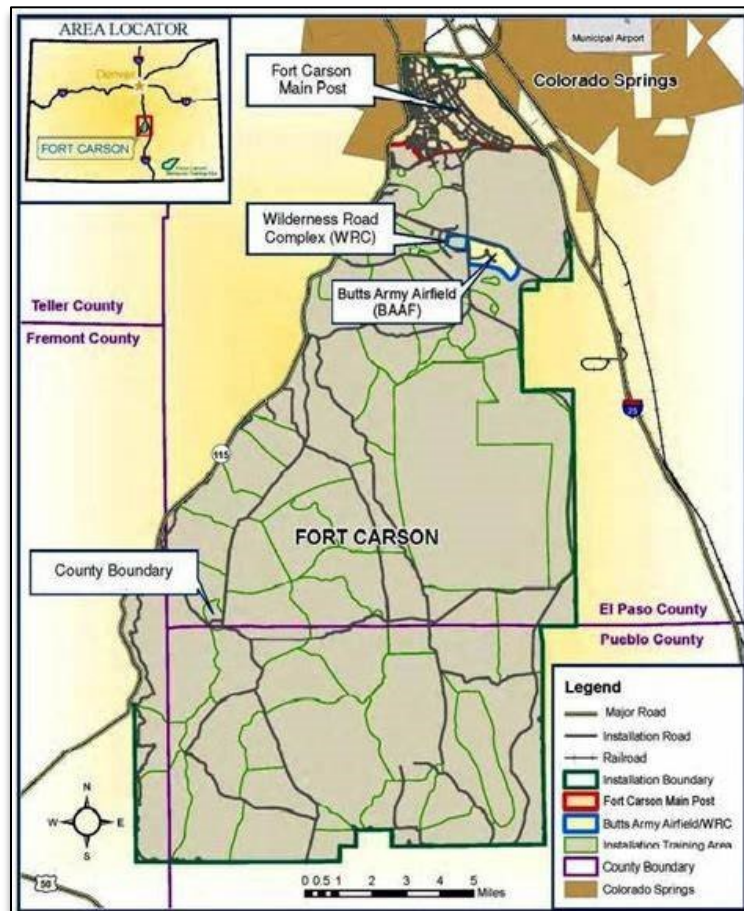 AREA LOCATOR
Denver
FORT CARSON
Municipal Airport
Fort Carson
Main Post
Colorado Springs
Wilderness Road
Complex (WRC)
Butts Army Airfield
(BAAF)
Teller County
Fremont County
25
115
FORT CARSON
County Boundary
El Paso County
Pueblo County
Legend
Major Road
Installation Road
Railroad
Installation Boundary
Fort Carson Main Post
Butts Army Airfield/WRC
Installation Training Area
County Boundary
Colorado Springs
N
W
E
S
50
0 0.5 1 2 3 4 5
Miles